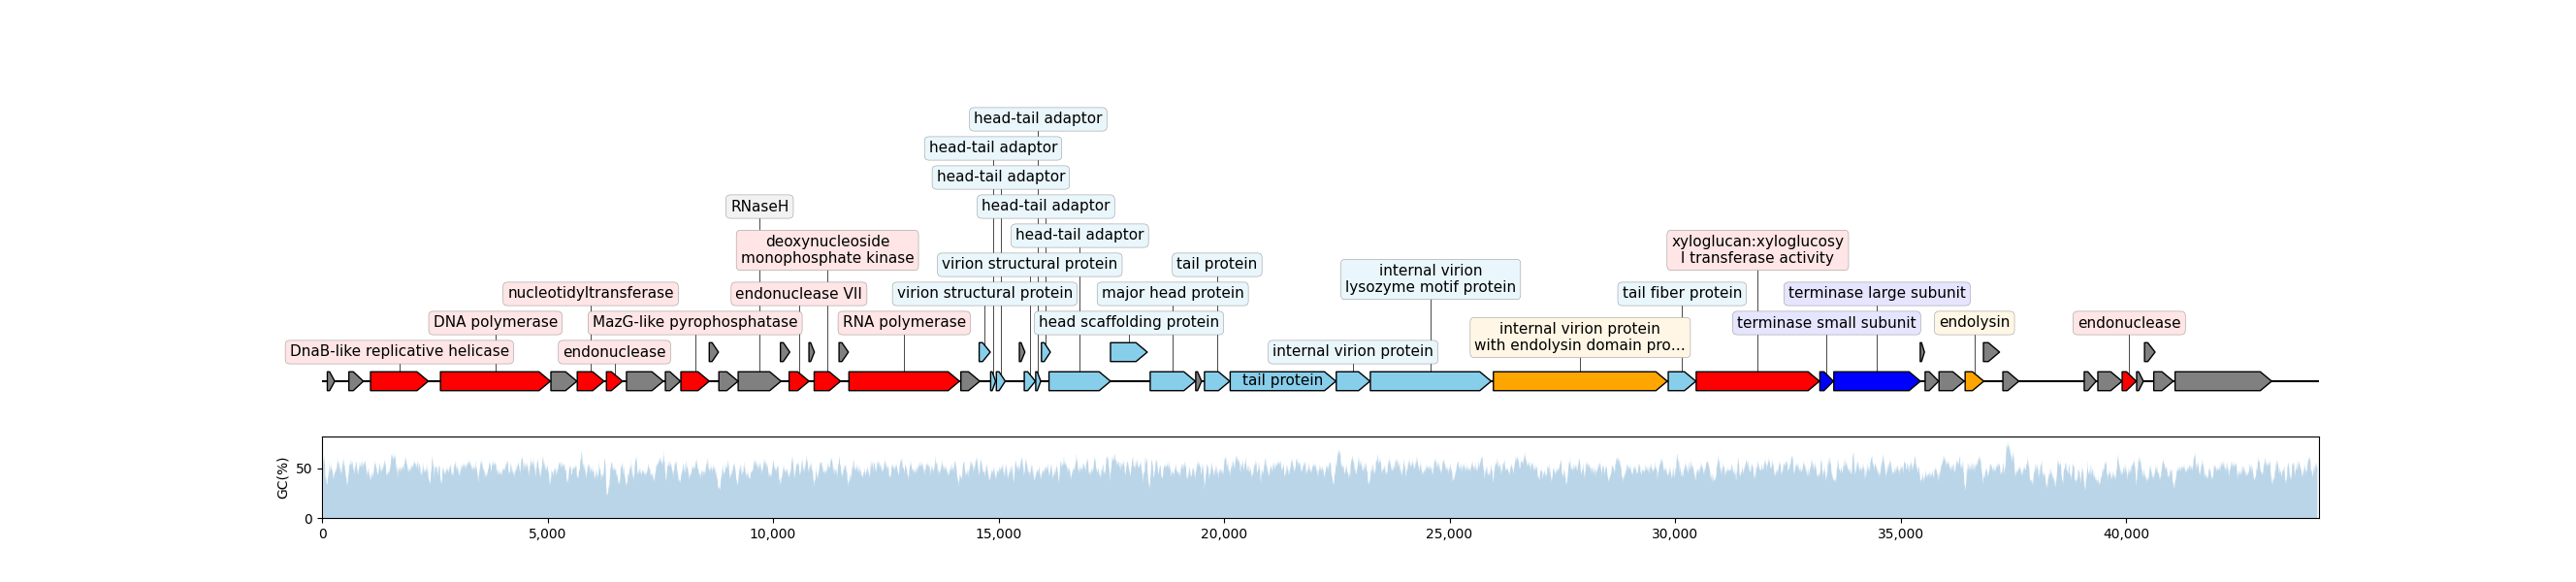 head-tail adaptor
head-tail adaptor
head-tail adaptor
RNaseH
head-tail adaptor
deoxynucleoside
monophosphate kinase
head-tail adaptor
xyloglucan:xyloglucosy
l transferase activity
virion structural protein
tail protein
internal virion
lysozyme motif protein
nucleotidyltransferase
endonuclease VII
virion structural protein
major head protein
tail fiber protein
terminase large subunit
DNA polymerase
MazG-like pyrophosphatase
RNA polymerase
head scaffolding protein
internal virion protein
with endolysin domain pro...
terminase small subunit
endolysin
endonuclease
DnaB-like replicative helicase
endonuclease
internal virion protein
tail protein
GC(%)
50
0
0
5,000
10,000
15,000
20,000
25,000
30,000
35,000
40,000